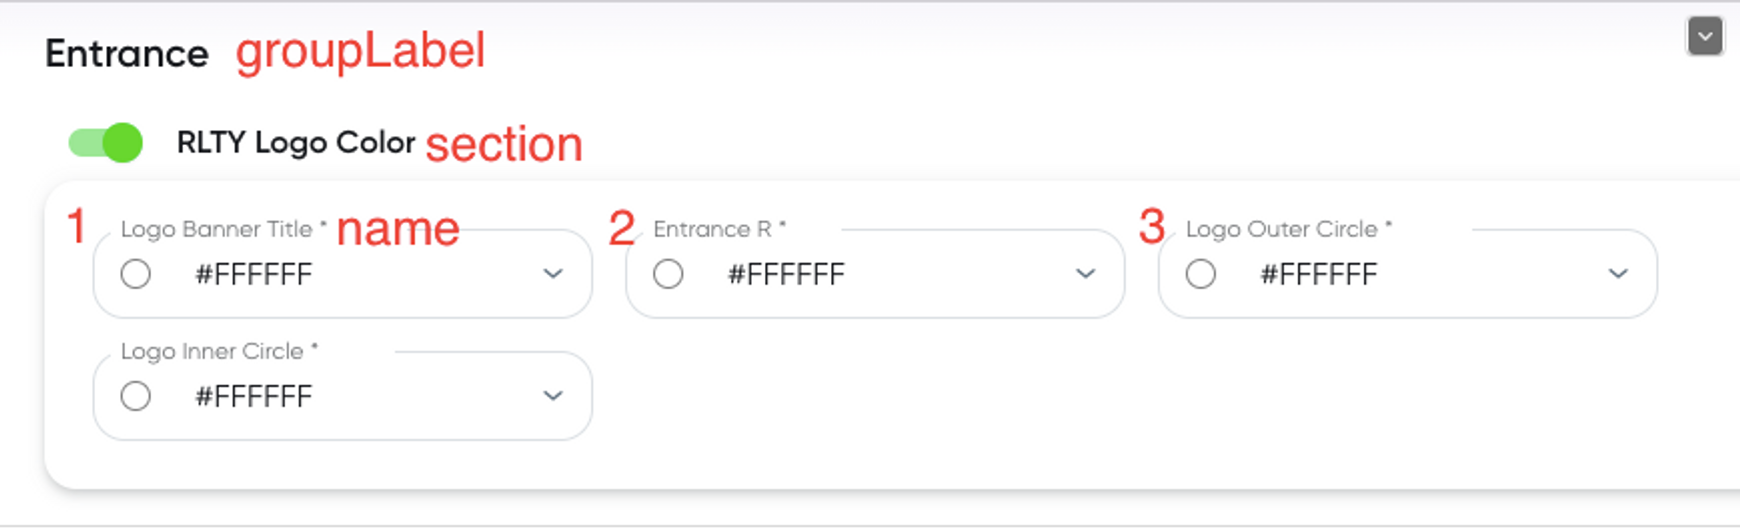 Entrance groupLabel
RLTY Logo Color section
1 Logo Banner Title * name 2 Entrance R * 3 Logo Outer Circle *
#FFFFFF #FFFFFF #FFFFFF
Logo Inner Circle *
#FFFFFF